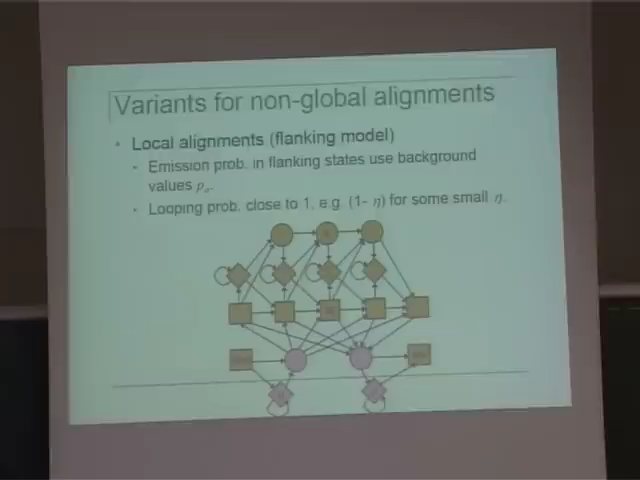 Variants for non-global alignments
Local alignments (flanking model)
Emission prob. in flanking states use background
values pₐ.
Looping prob. close to 1, e.g. (1- η) for some small η.